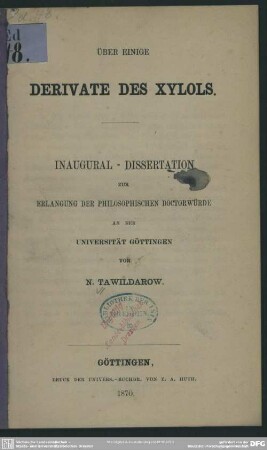 ÜBER EINIGE
DERIVATE DES XYLOLS.
INAUGURAL - DISSERTATION
ZUR
ERLANGUNG DER PHILOSOPHISCHEN DOCTORWÜRDE
AN DER
UNIVERSITÄT GÖTTINGEN
VON
N. TAWILDAROW.
GÖTTINGEN,
DRUCK DER UNIVERS.-BUCHDR. VON E. A. HUTH.
1870.